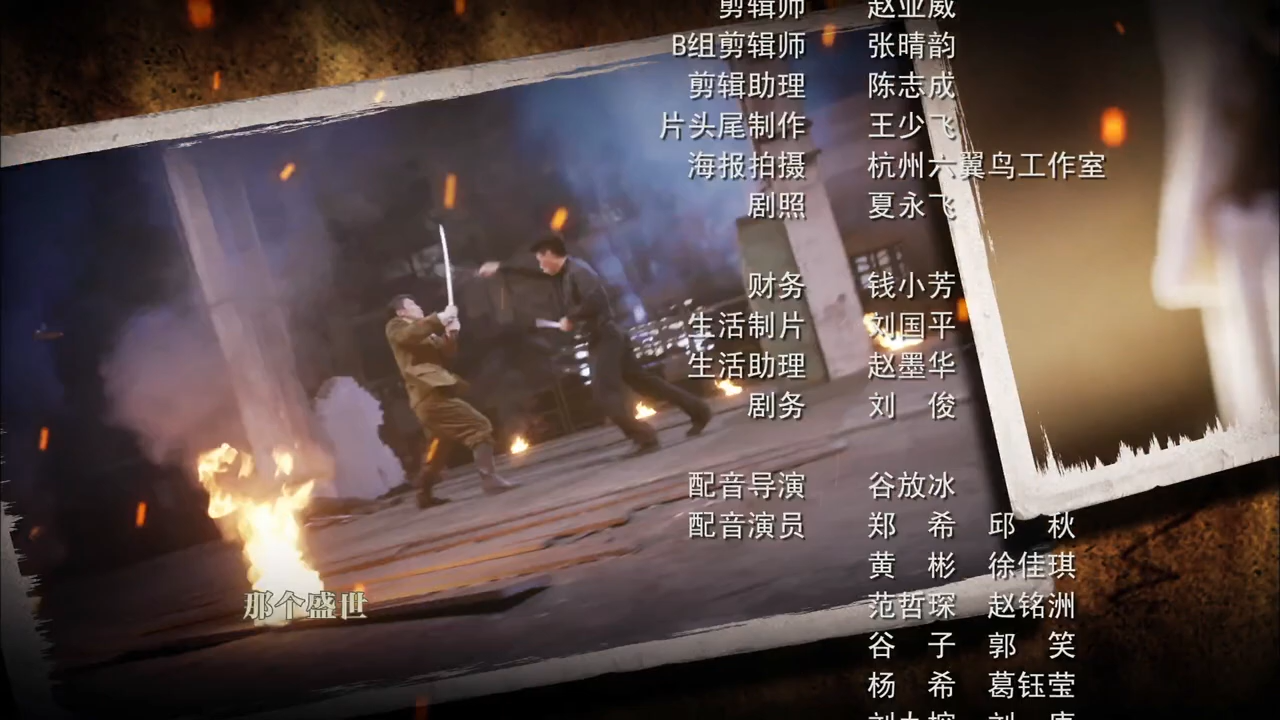 剪辑师 赵亚威
B组剪辑师 张晴韵
剪辑助理 陈志成
片头尾制作 王少飞
海报拍摄 杭州六翼鸟工作室
剧照 夏永飞
财务 钱小芳
生活制片 刘国平
生活助理 赵墨华
剧务 刘 俊
配音导演 谷放冰
配音演员 郑 希 邱 秋
黄 彬 徐佳琪
范哲琛 赵铭洲
那个盛世
谷 子 郭 笑
杨 希 葛钰莹